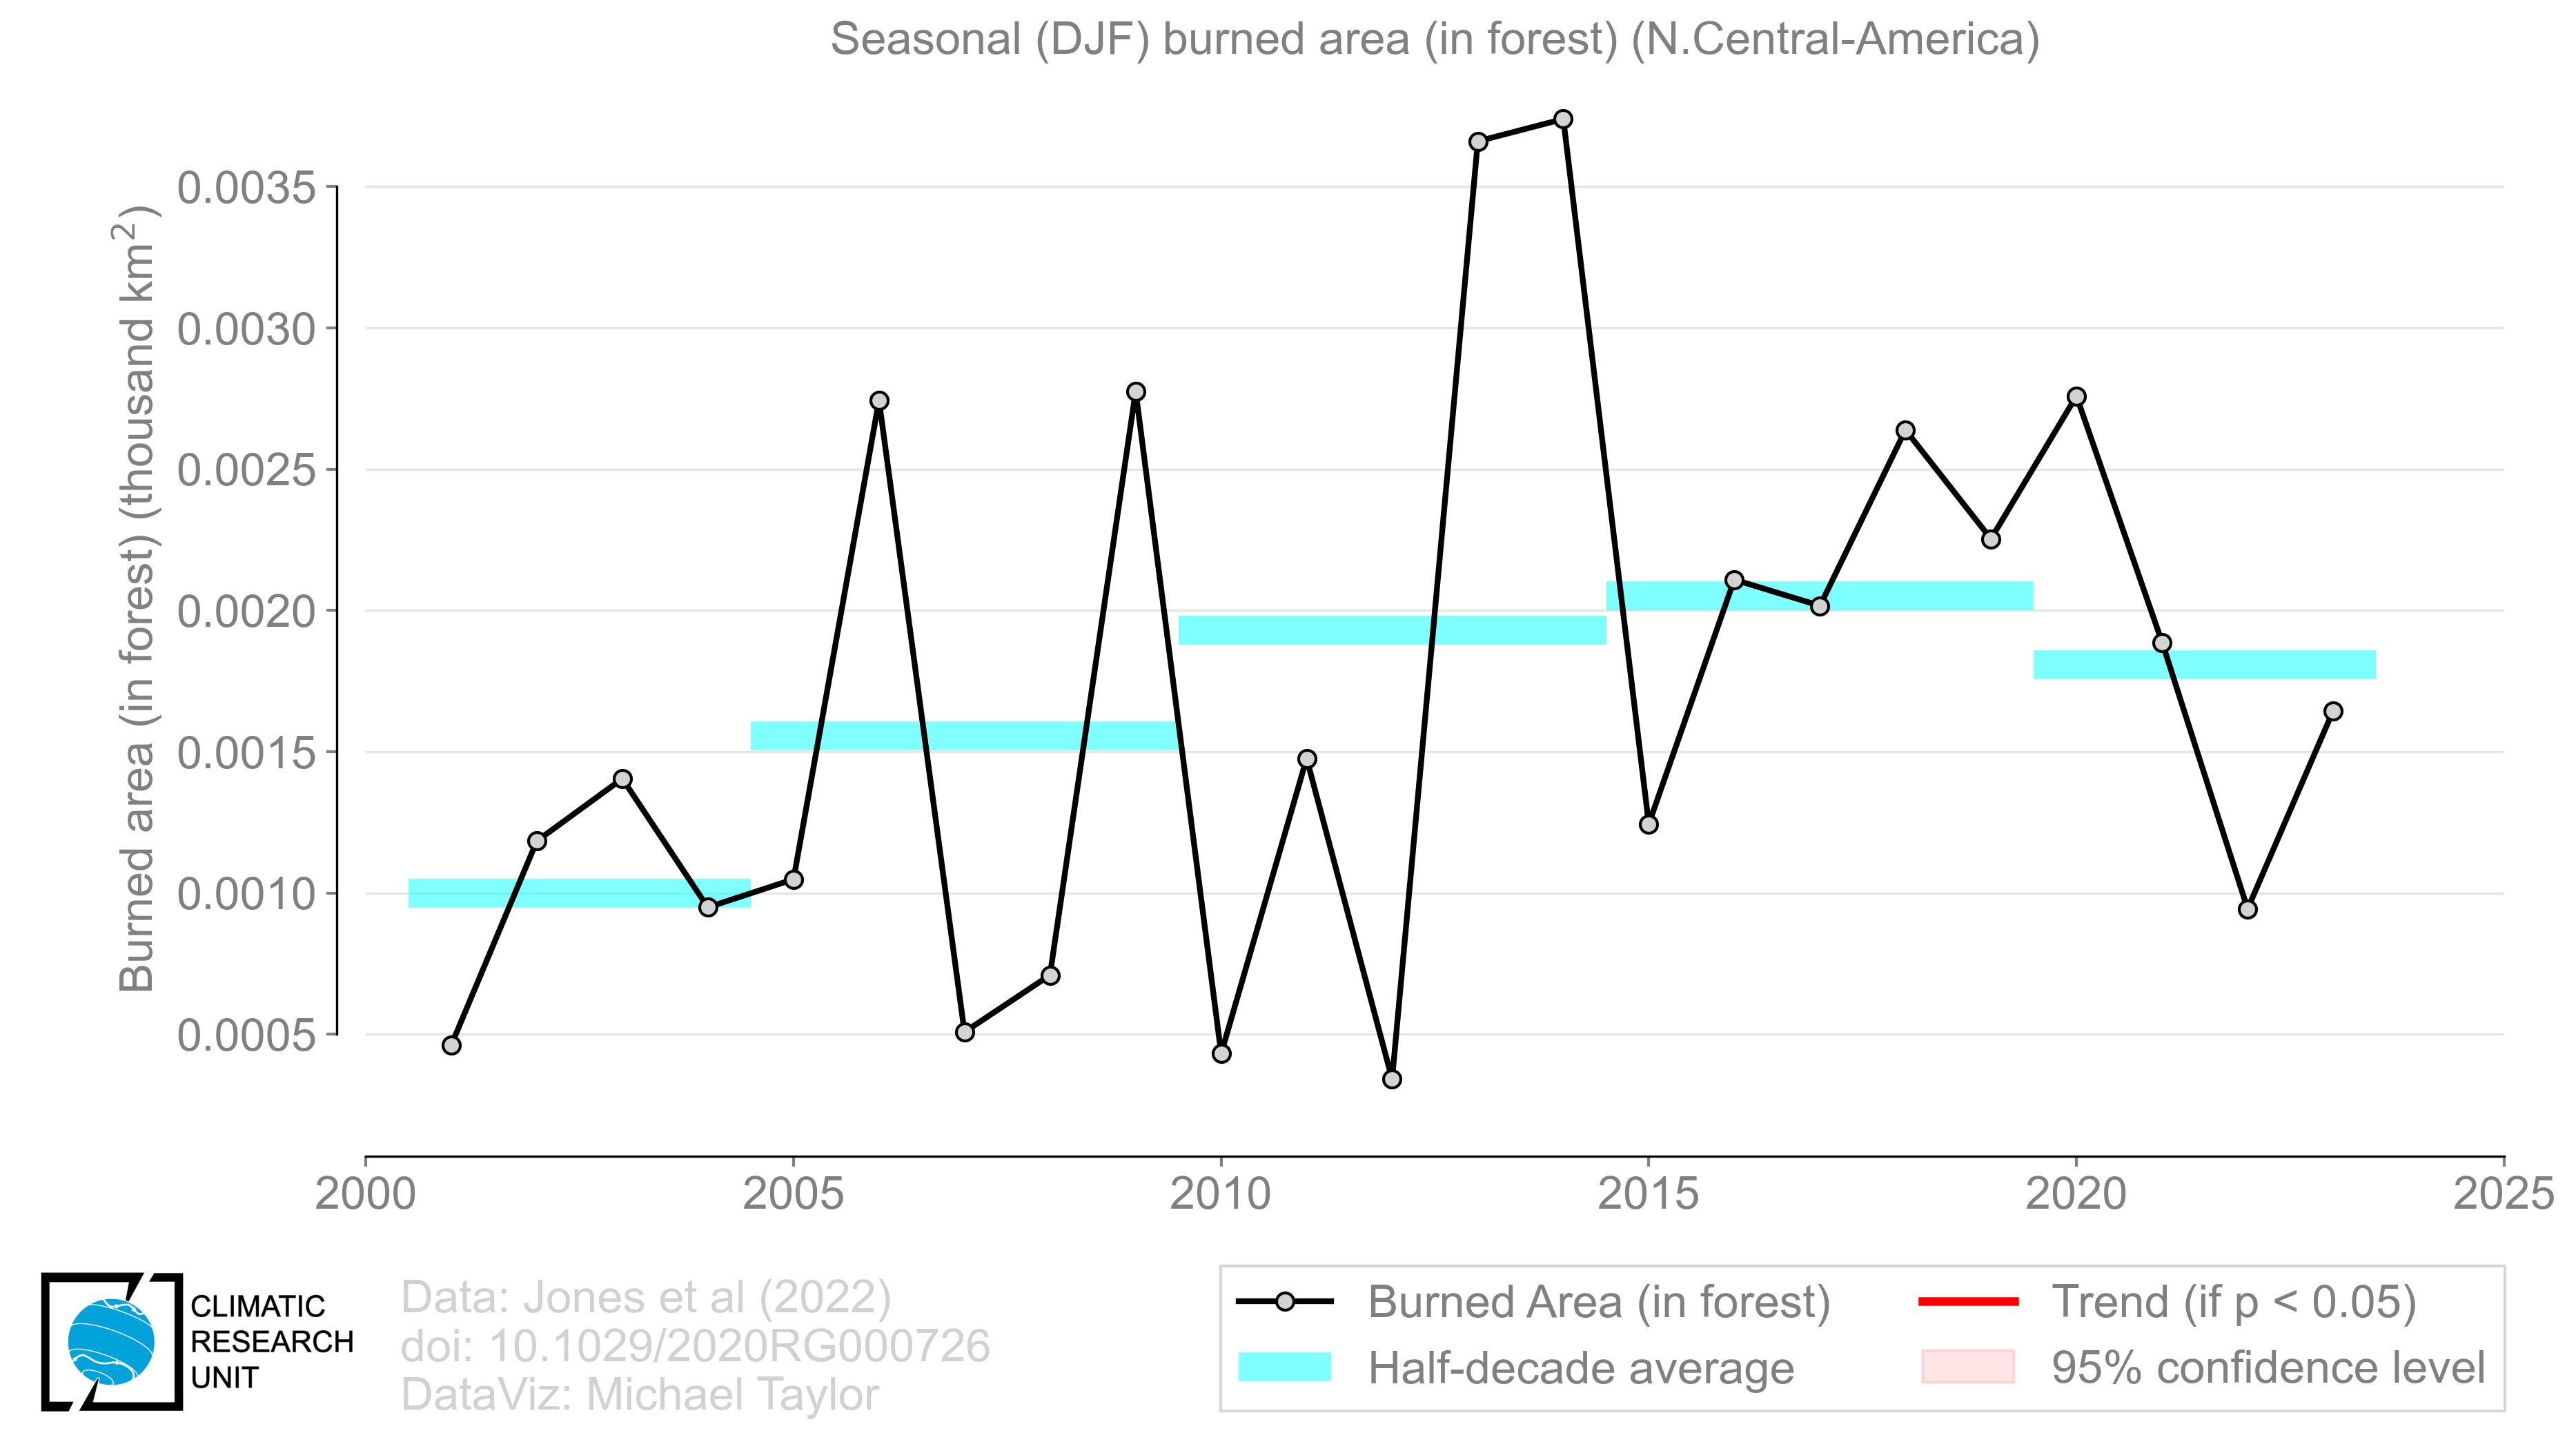 Seasonal (DJF) burned area (in forest) (N.Central-America)
Burned area (in forest) (thousand km²)
0.0035
0.0030
0.0025
0.0020
0.0015
0.0010
0.0005
2000 2005 2010 2015 2020 2025
CLIMATIC
RESEARCH
UNIT
Data: Jones et al (2022)
doi: 10.1029/2020RG000726
DataViz: Michael Taylor
Burned Area (in forest)
Half-decade average
Trend (if p < 0.05)
95% confidence level